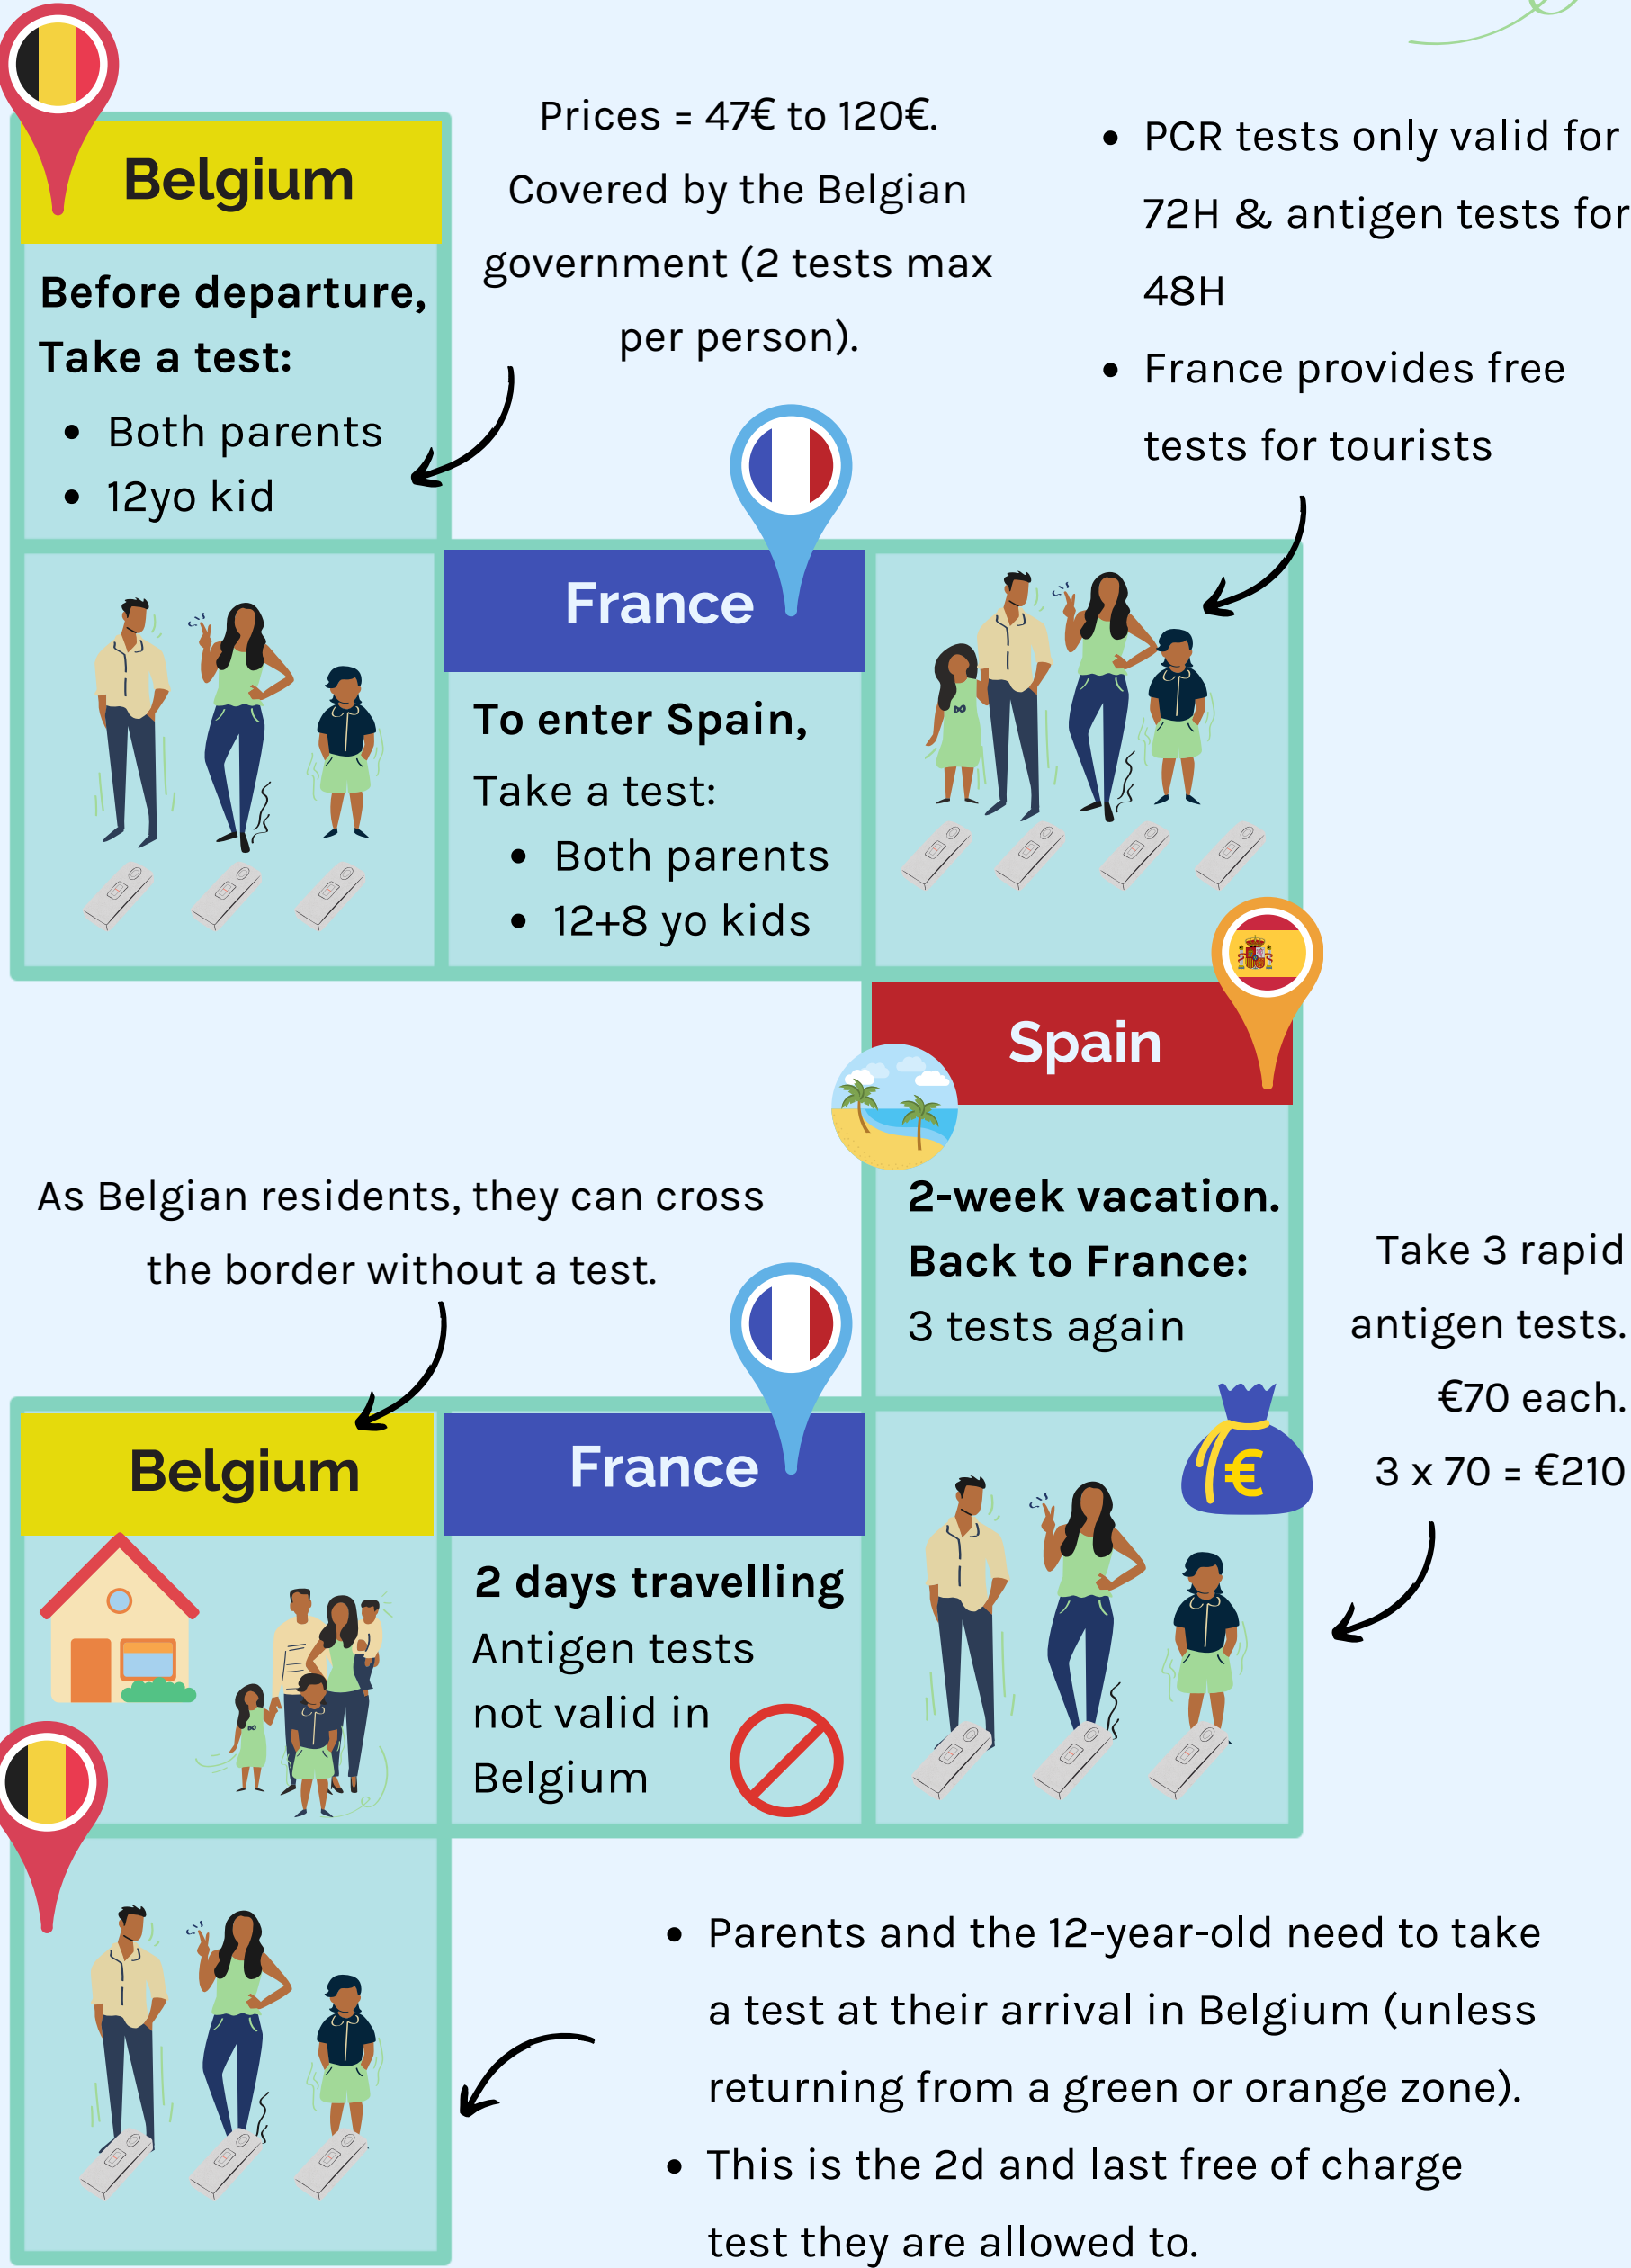 Belgium
Before departure,
Take a test:
• Both parents
• 12yo kid
Prices = 47€ to 120€.
Covered by the Belgian
government (2 tests max
per person).
• PCR tests only valid for
72H & antigen tests for
48H
• France provides free
tests for tourists
France
To enter Spain,
Take a test:
• Both parents
• 12+8 yo kids
Spain
2-week vacation.
Back to France:
3 tests again
Take 3 rapid
antigen tests.
€70 each.
3 x 70 = €210
€
France
2 days travelling
Antigen tests
not valid in
Belgium
As Belgian residents, they can cross
the border without a test.
Belgium
• Parents and the 12-year-old need to take
a test at their arrival in Belgium (unless
returning from a green or orange zone).
• This is the 2d and last free of charge
test they are allowed to.